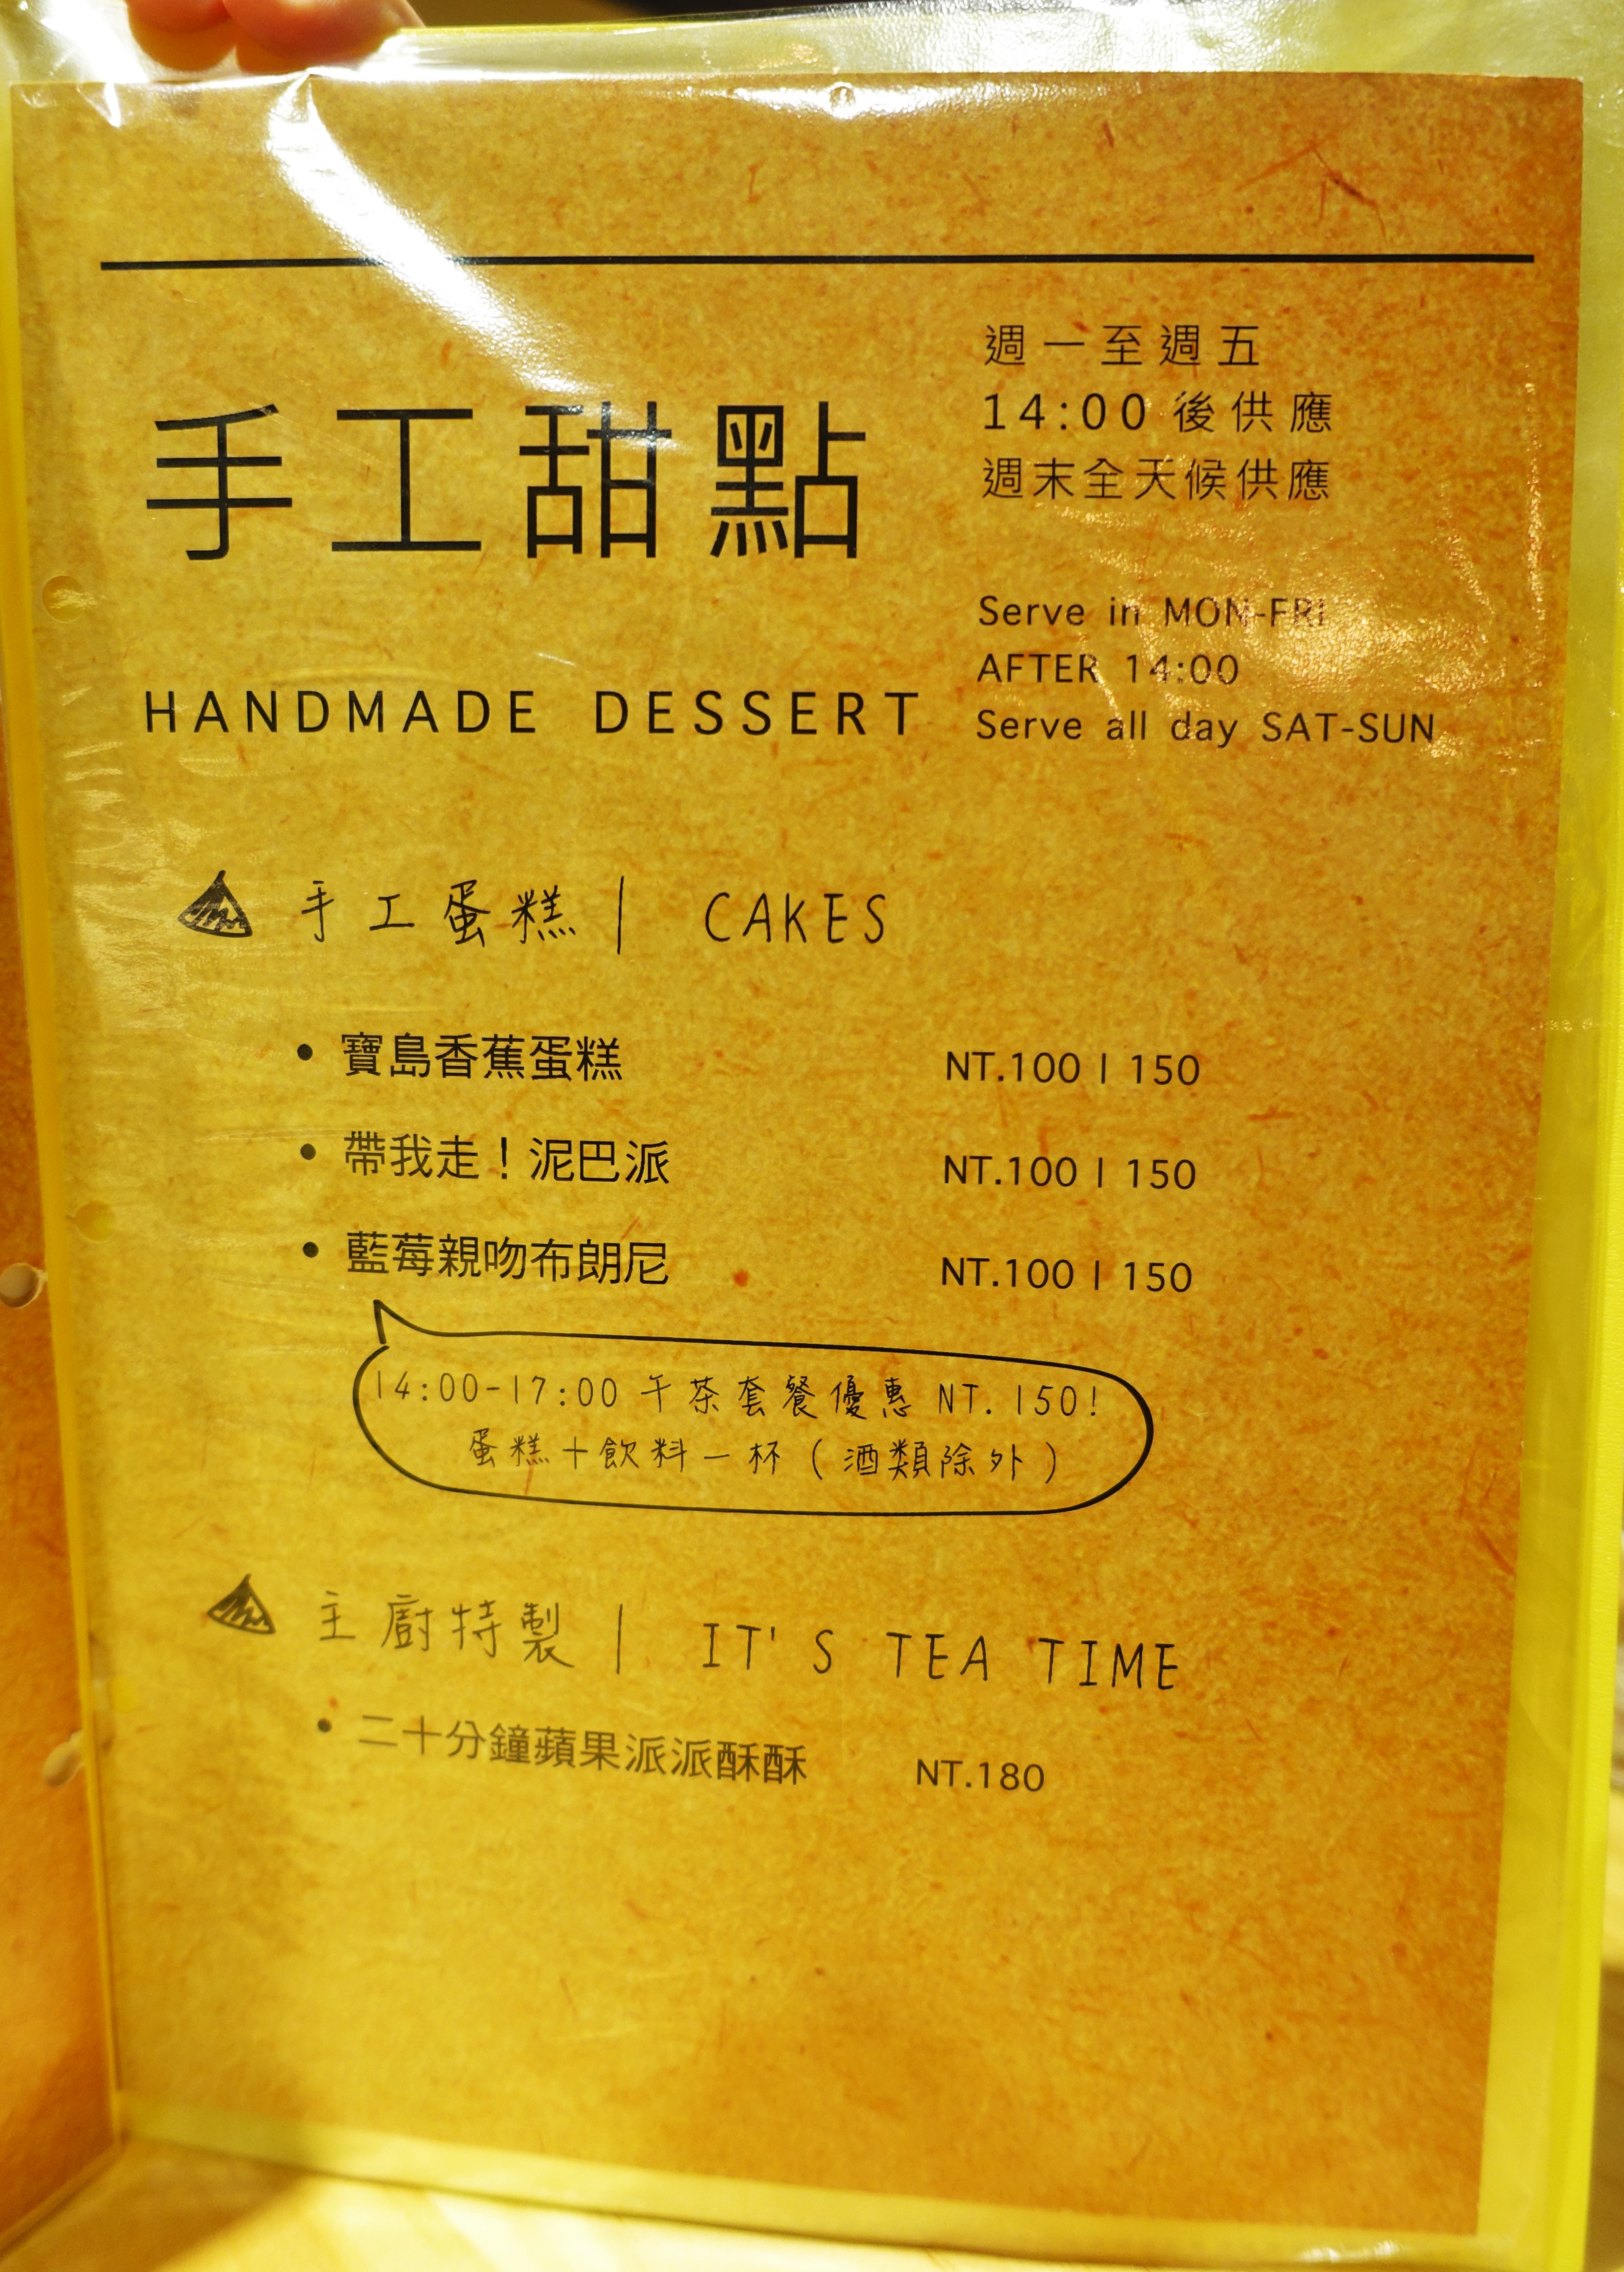 手工甜點
週一至週五
14:00 後供應
週末全天候供應
HANDMADE DESSERT
Serve in MON-FRI
AFTER 14:00
Serve all day SAT-SUN
手工蛋糕 | CAKES
• 寶島香蕉蛋糕 NT.100 | 150
• 帶我走！泥巴派 NT.100 | 150
• 藍莓親吻布朗尼 NT.100 | 150
14:00-17:00 午茶套餐優惠 NT. 150!
蛋糕+飲料一杯（酒類除外）
主廚特製 | IT'S TEA TIME
• 二十分鐘蘋果派派酥酥 NT.180